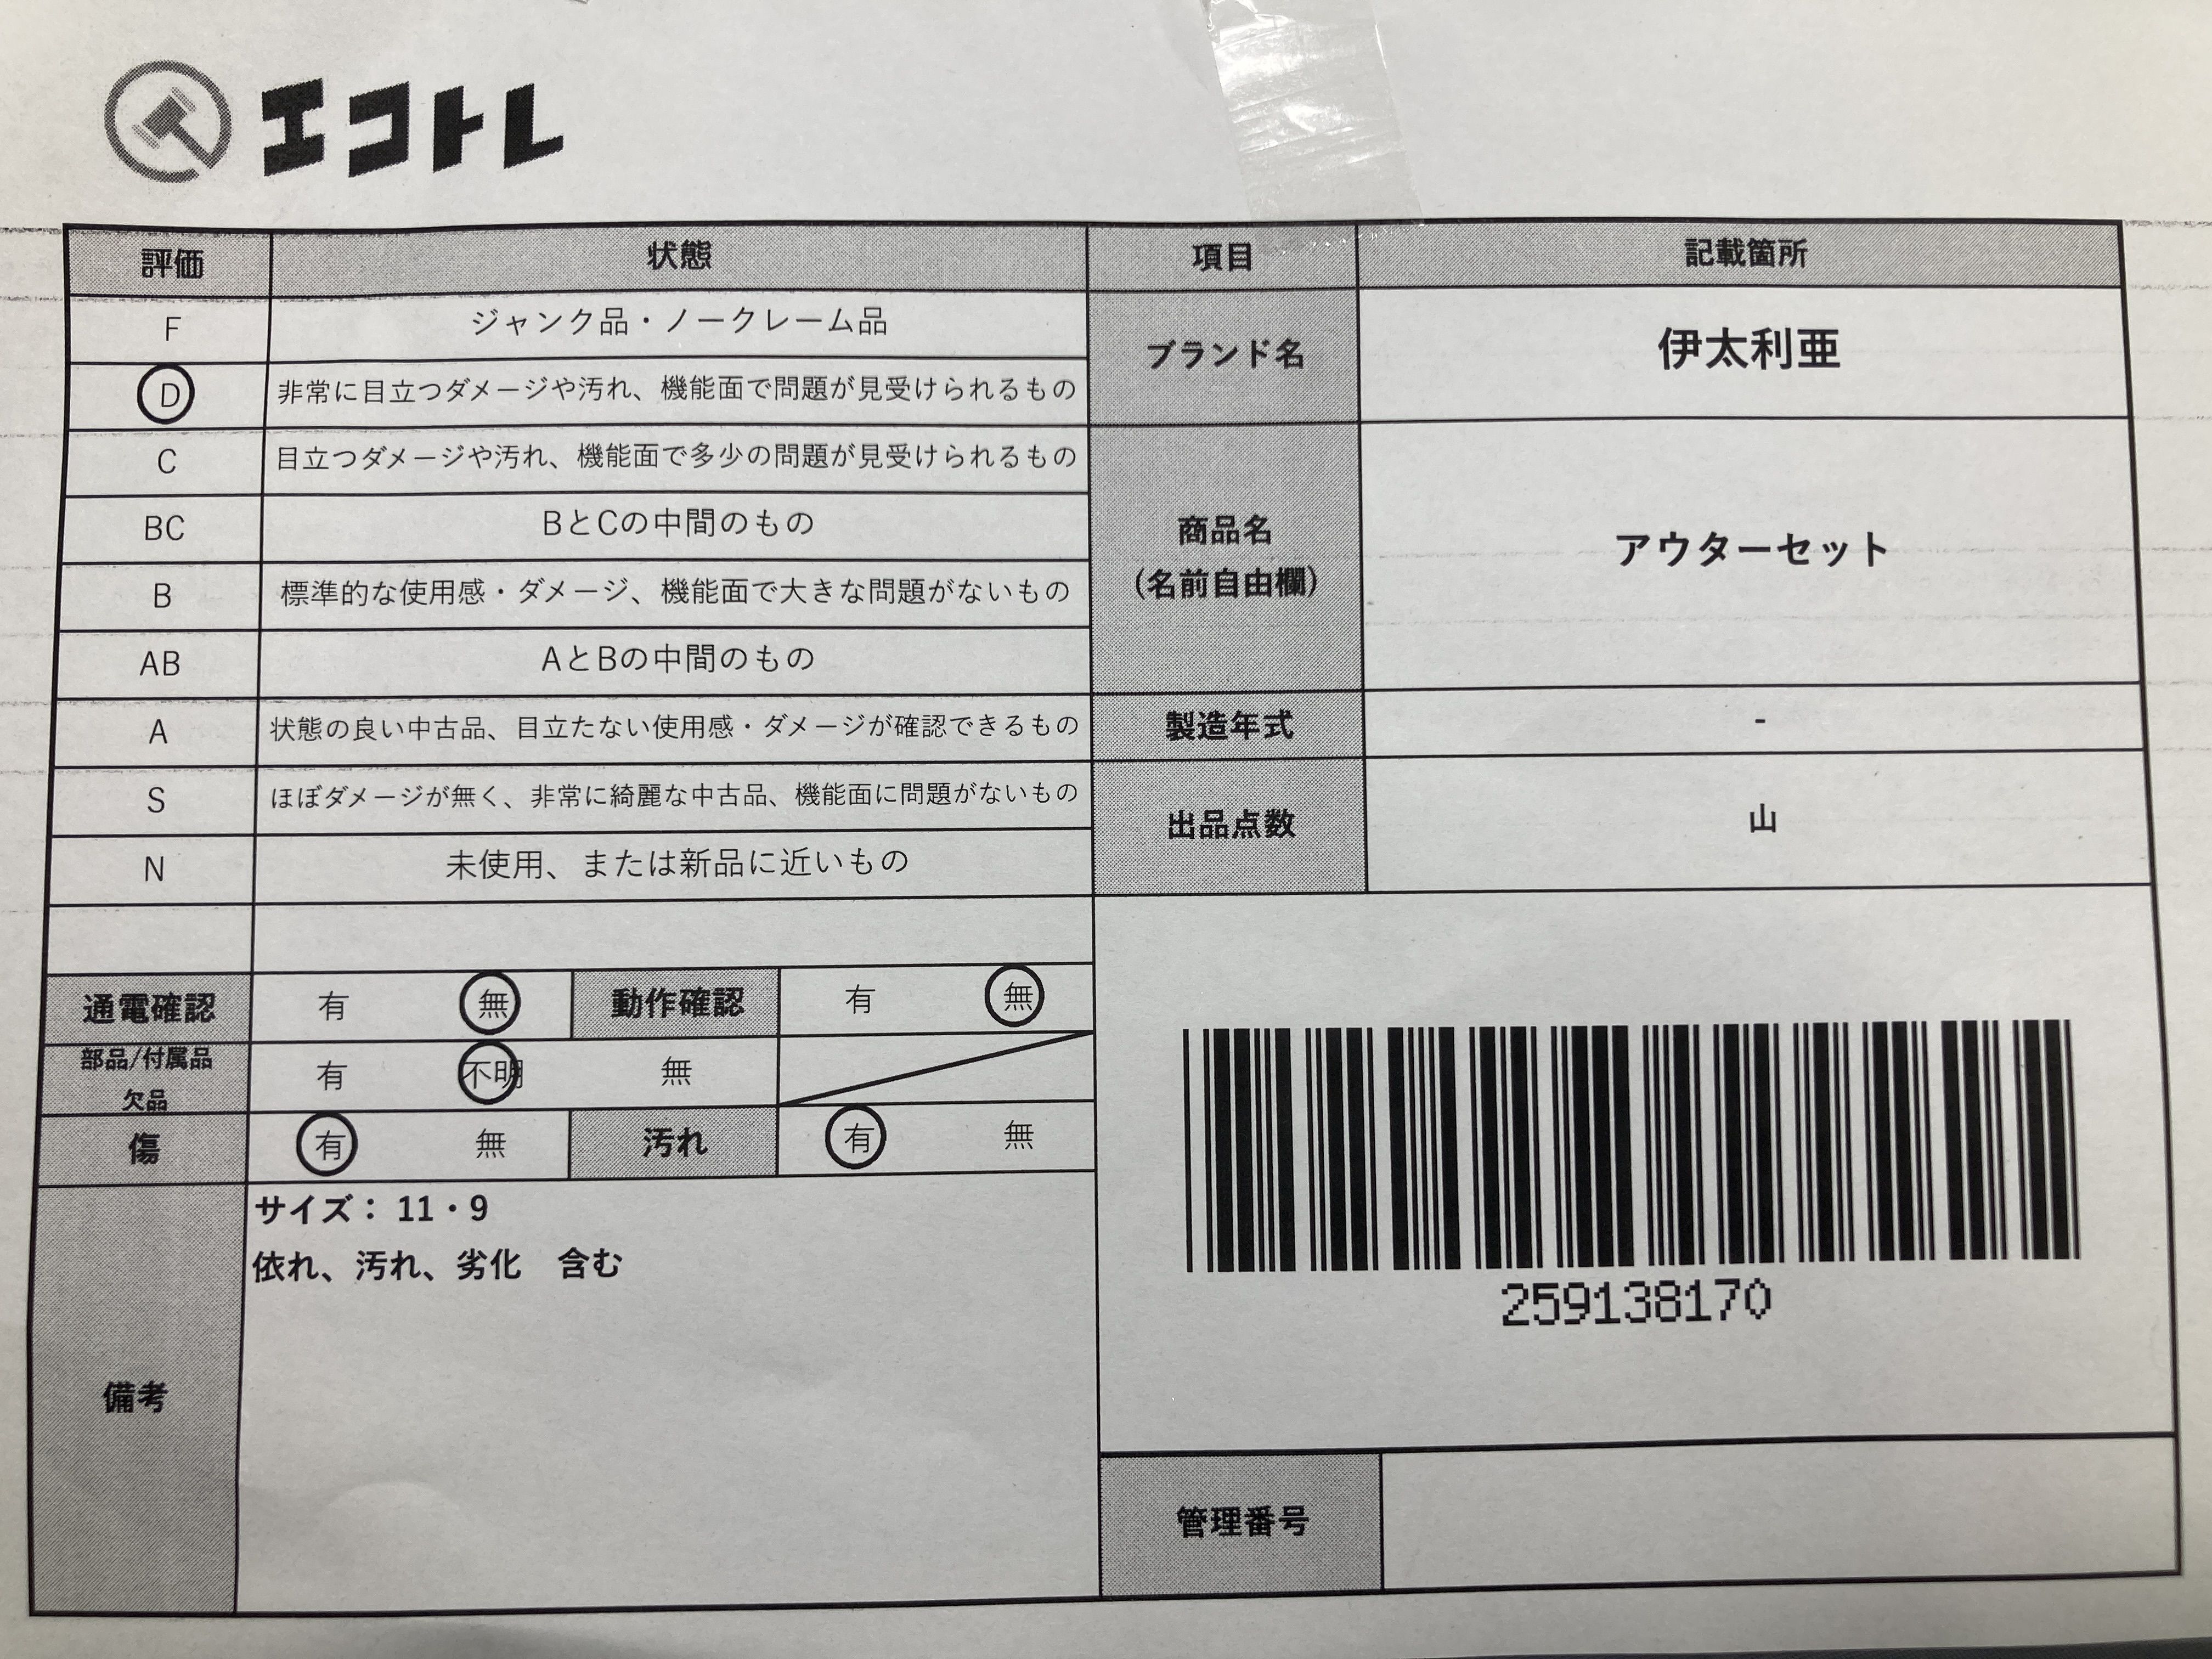 エコトレ
評価 状態 項目 記載箇所
F ジャンク品・ノークレーム品
ブランド名 伊太利亜
D 非常に目立つダメージや汚れ、機能面で問題が見受けられるもの
C 目立つダメージや汚れ、機能面で多少の問題が見受けられるもの
BC BとCの中間のもの
商品名
(名前自由欄)
アウターセット
B 標準的な使用感・ダメージ、機能面で大きな問題がないもの
AB AとBの中間のもの
A 状態の良い中古品、目立たない使用感・ダメージが確認できるもの
製造年式 -
S ほぼダメージが無く、非常に綺麗な中古品、機能面に問題がないもの
出品点数 山
N 未使用、または新品に近いもの
通電確認 有 無 動作確認 有 無
部品/付属品
欠品
有 不明 無
傷 有 無 汚れ 有 無
備考
サイズ： 11・9
依れ、汚れ、劣化　含む
259138170
管理番号